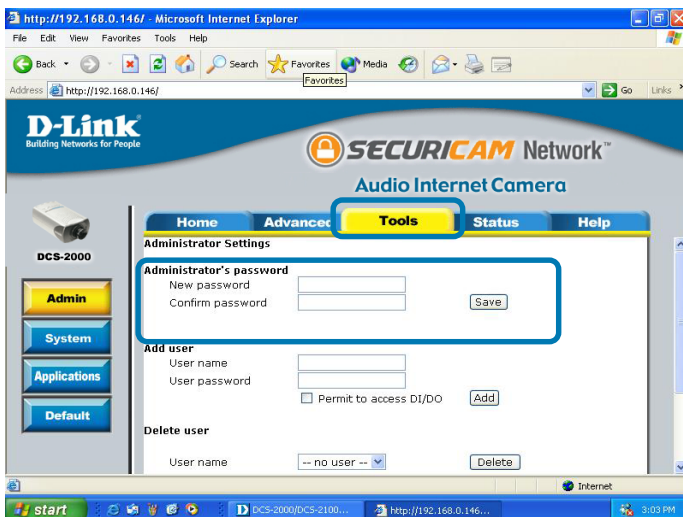 http://192.168.0.146/ - Microsoft Internet Explorer
File Edit View Favorites Tools Help
Back Search Favorites Media
Favorites
Address http://192.168.0.146/ Go Links
D-Link
Building Networks for People
SECURICAM Network™
Audio Internet Camera
Home Advanced Tools Status Help
DCS-2000
Admin
System
Applications
Default
Administrator Settings
Administrator's password
New password
Confirm password Save
Add user
User name
User password
Permit to access DI/DO Add
Delete user
User name -- no user -- Delete
Internet
start DCS-2000/DCS-2100... http://192.168.0.146... 3:03 PM